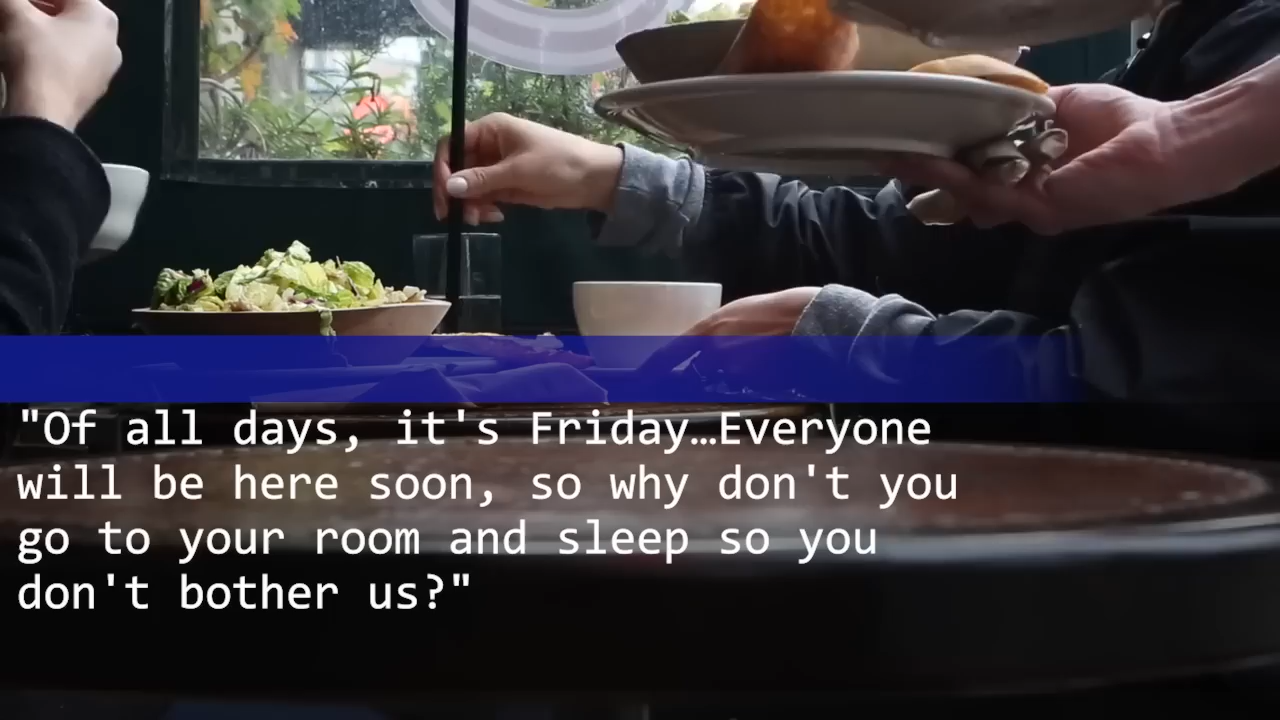 "Of all days, it's Friday…Everyone
will be here soon, so why don't you
go to your room and sleep so you
don't bother us?"